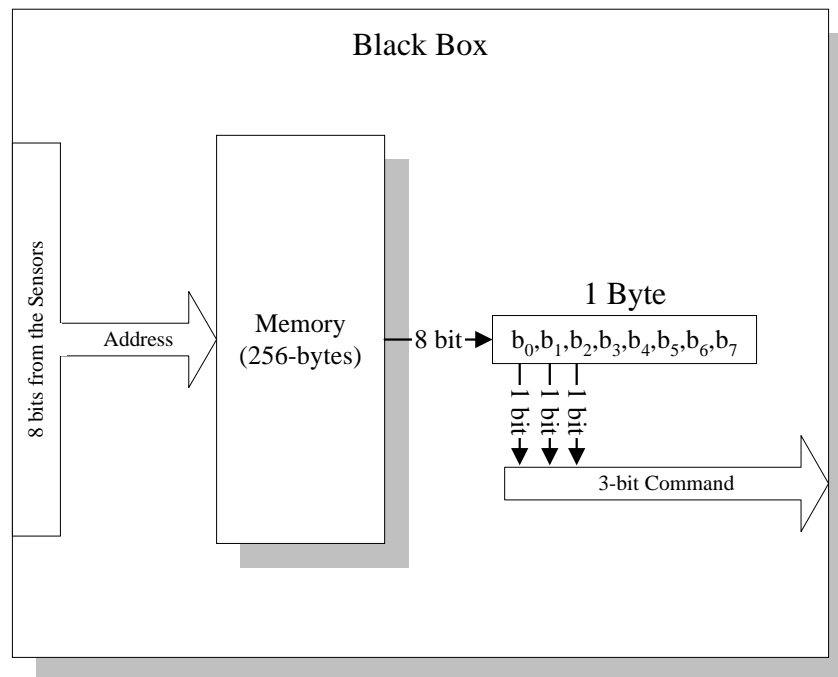 Black Box
8 bits from the Sensors
Address
Memory
(256-bytes)
8 bit
1 Byte
b₀,b₁,b₂,b₃,b₄,b₅,b₆,b₇
1 bit
1 bit
1 bit
3-bit Command